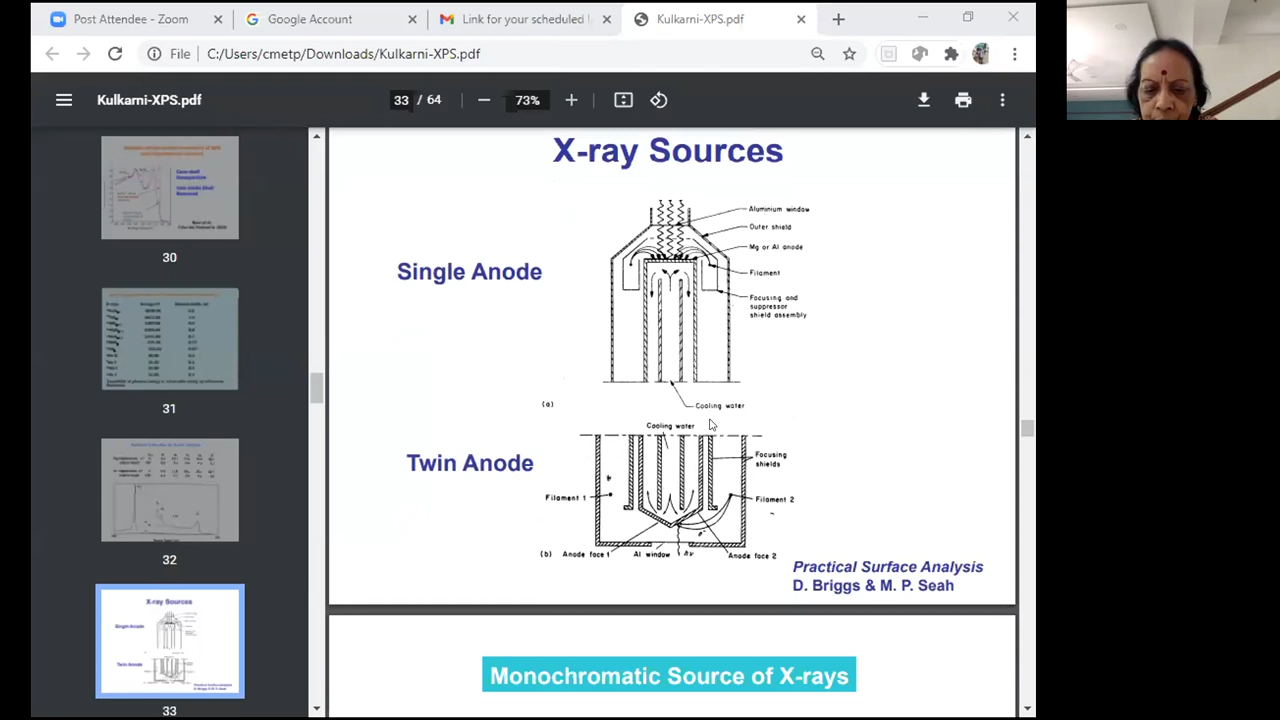 Post Attendee - Zoom
Google Account
Link for your scheduled
Kulkarni-XPS.pdf
File
C:/Users/cmetp/Downloads/Kulkarni-XPS.pdf
Kulkarni-XPS.pdf
33 / 64
73%
30
31
32
33
X-ray Sources
Single Anode
Aluminium window
Outer shield
Mg or Al anode
Filament
Focusing and
suppressor
shield assembly
(a)
Cooling water
Cooling water
Twin Anode
Focusing
shields
Filament 1
Filament 2
e-
(b)
Anode face 1
Al window
hν
Anode face 2
Practical Surface Analysis
D. Briggs & M. P. Seah
Monochromatic Source of X-rays
X-ray Sources
Single Anode
Twin Anode